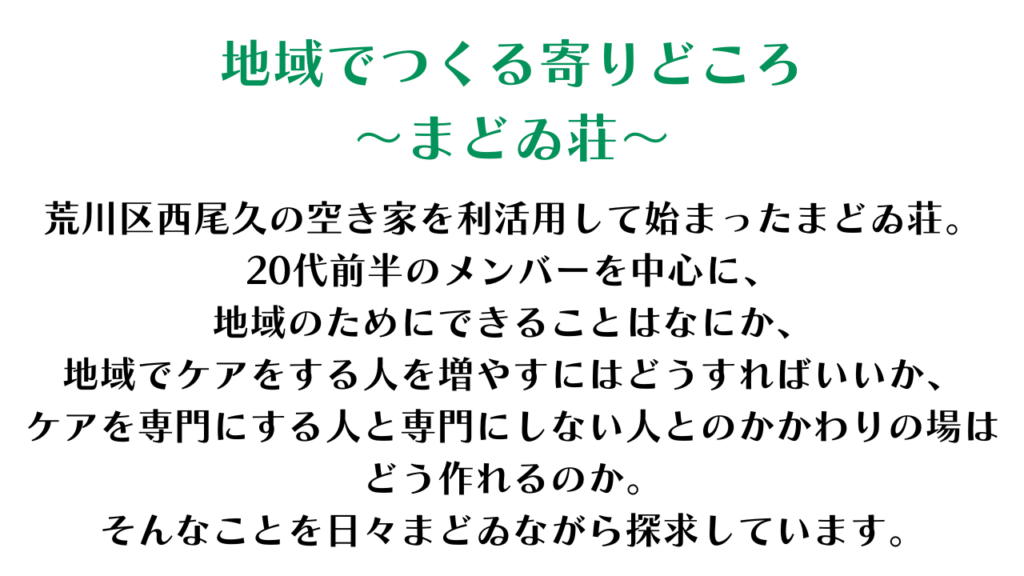 地域でつくる寄りどころ
～まどゐ荘～
荒川区西尾久の空き家を利活用して始まったまどゐ荘。
20代前半のメンバーを中心に、
地域のためにできることはなにか、
地域でケアをする人を増やすにはどうすればいいか、
ケアを専門にする人と専門にしない人とのかかわりの場は
どう作れるのか。
そんなことを日々まどゐながら探求しています。